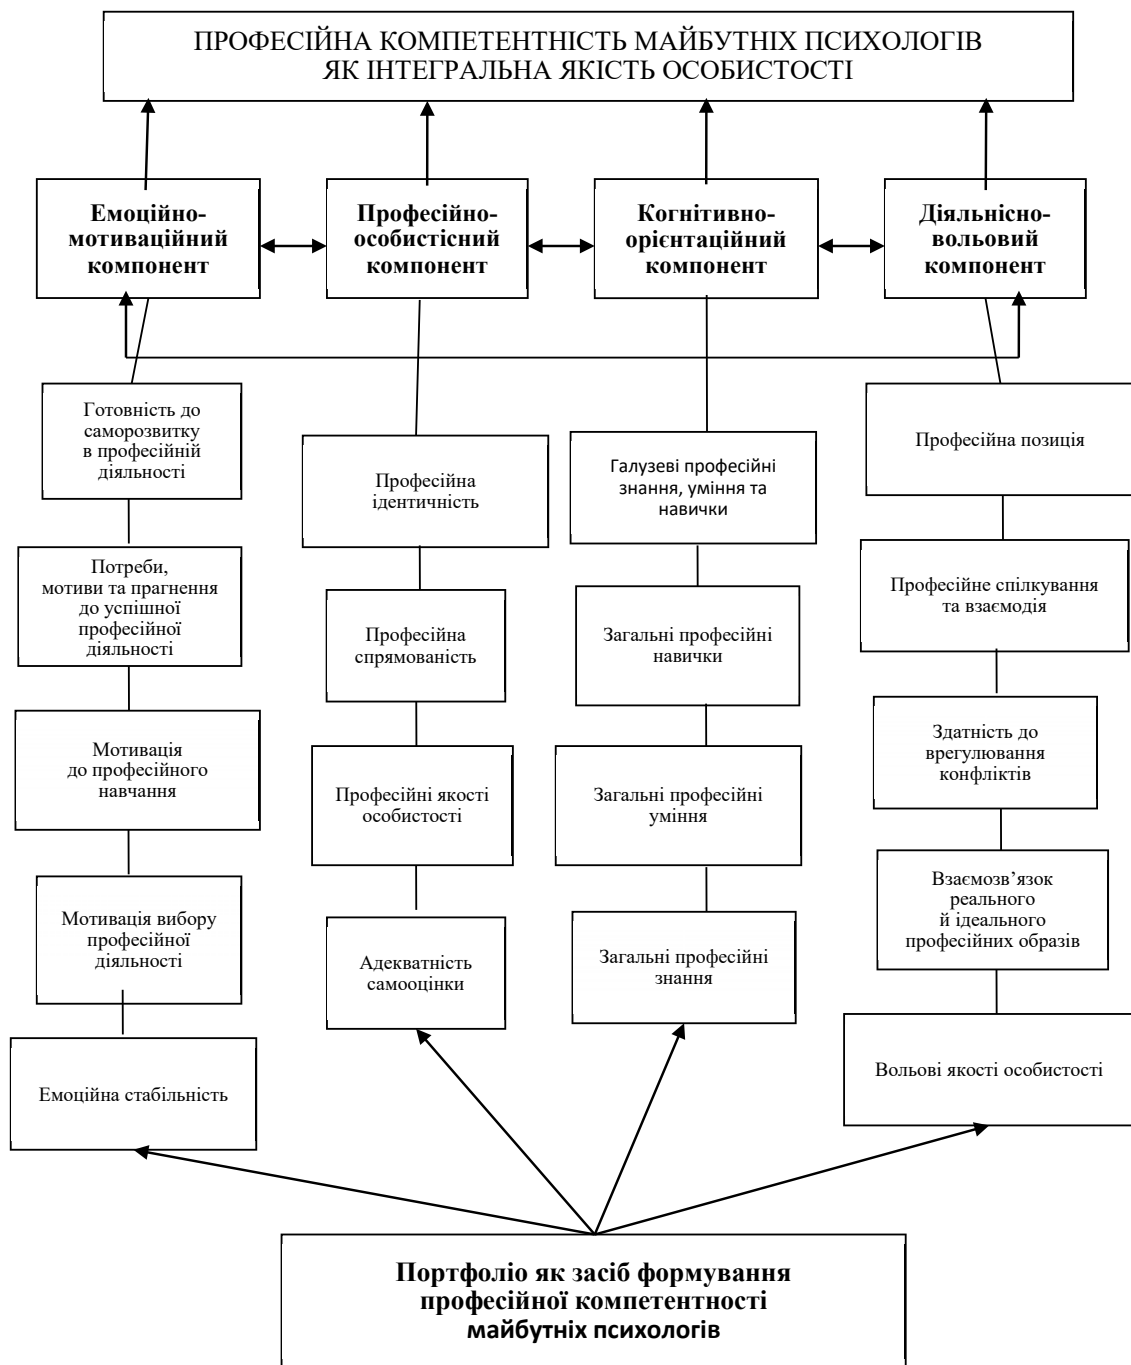 ПРОФЕСІЙНА КОМПЕТЕНТНІСТЬ МАЙБУТНІХ ПСИХОЛОГІВ
ЯК ІНТЕГРАЛЬНА ЯКІСТЬ ОСОБИСТОСТІ
Емоційно-
мотиваційний
компонент
Професійно-
особистісний
компонент
Когнітивно-
орієнтаційний
компонент
Діяльнісно-
вольовий
компонент
Готовність до
саморозвитку
в професійній
діяльності
Потреби,
мотиви та прагнення
до успішної
професійної
діяльності
Мотивація
до професійного
навчання
Мотивація вибору
професійної
діяльності
Емоційна стабільність
Професійна
ідентичність
Професійна
спрямованість
Професійні якості
особистості
Адекватність
самооцінки
Галузеві професійні
знання, уміння та
навички
Загальні професійні
навички
Загальні професійні
уміння
Загальні професійні
знання
Професійна позиція
Професійне спілкування
та взаємодія
Здатність до
врегулювання
конфліктів
Взаємозв'язок
реального
й ідеального
професійних образів
Вольові якості особистості
Портфоліо як засіб формування
професійної компетентності
майбутніх психологів